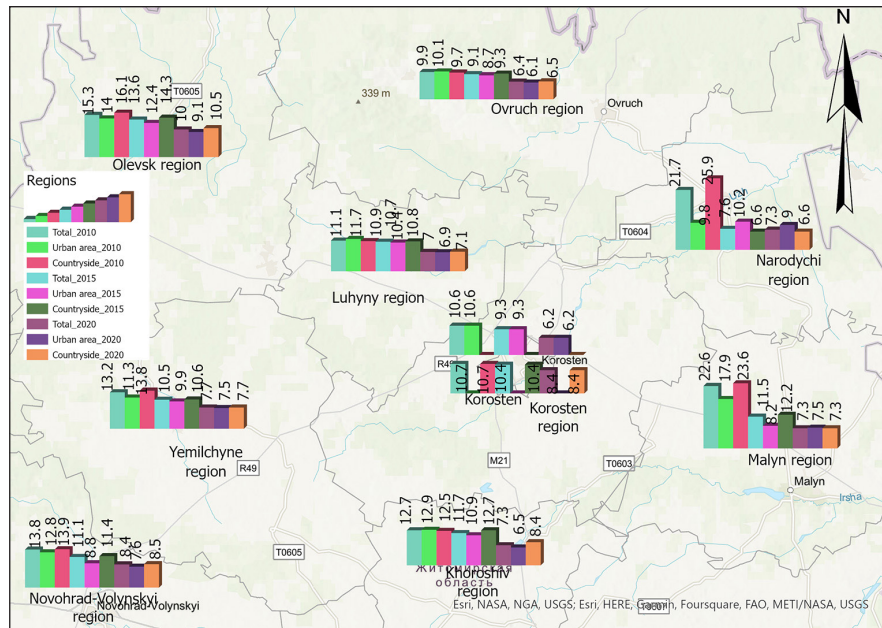 N
9.9 10.1 9.7 9.1 8.7 9.3 6.4 6.1 6.5
Ovruch region
Ovruch
339 m
15.3 14 16.1 13.6 12.4 14.3 10 9.1 10.5
T0605
Olevsk region
Regions
Total_2010
Urban area_2010
Countryside_2010
Total_2015
Urban area_2015
Countryside_2015
Total_2020
Urban area_2020
Countryside_2020
21.7 9.8 25.9 7.6 10.2 6.6 7.3 9 6.6
T0604
Narodychi
region
11.1 11.7 10.9 10.7 10.4 10.8 7 6.9 7.1
Luhyny region
10.6 10.6 9.3 9.3 6.2 6.2
Korosten
10.7 10.7 10.4 10.4 8.4 8.4
Korosten
Korosten
region
13.2 11.3 13.8 10.5 9.9 10.6 7.7 7.5 7.7
Yemilchyne
region
R49
22.6 17.9 23.6 11.5 8.2 12.2 7.3 7.5 7.3
Malyn region
Malyn
Irsha
M21
T0603
12.7 12.9 12.5 11.7 10.9 12.7 7.3 6.5 8.4
Khoroshiv
region
область
T0605
13.8 12.8 13.9 11.1 8.8 11.4 8.4 7.6 8.5
Novohrad-Volynskyi
region
Novohrad-Volynskyi
Esri, NASA, NGA, USGS; Esri, HERE, Garmin, Foursquare, FAO, METI/NASA, USGS